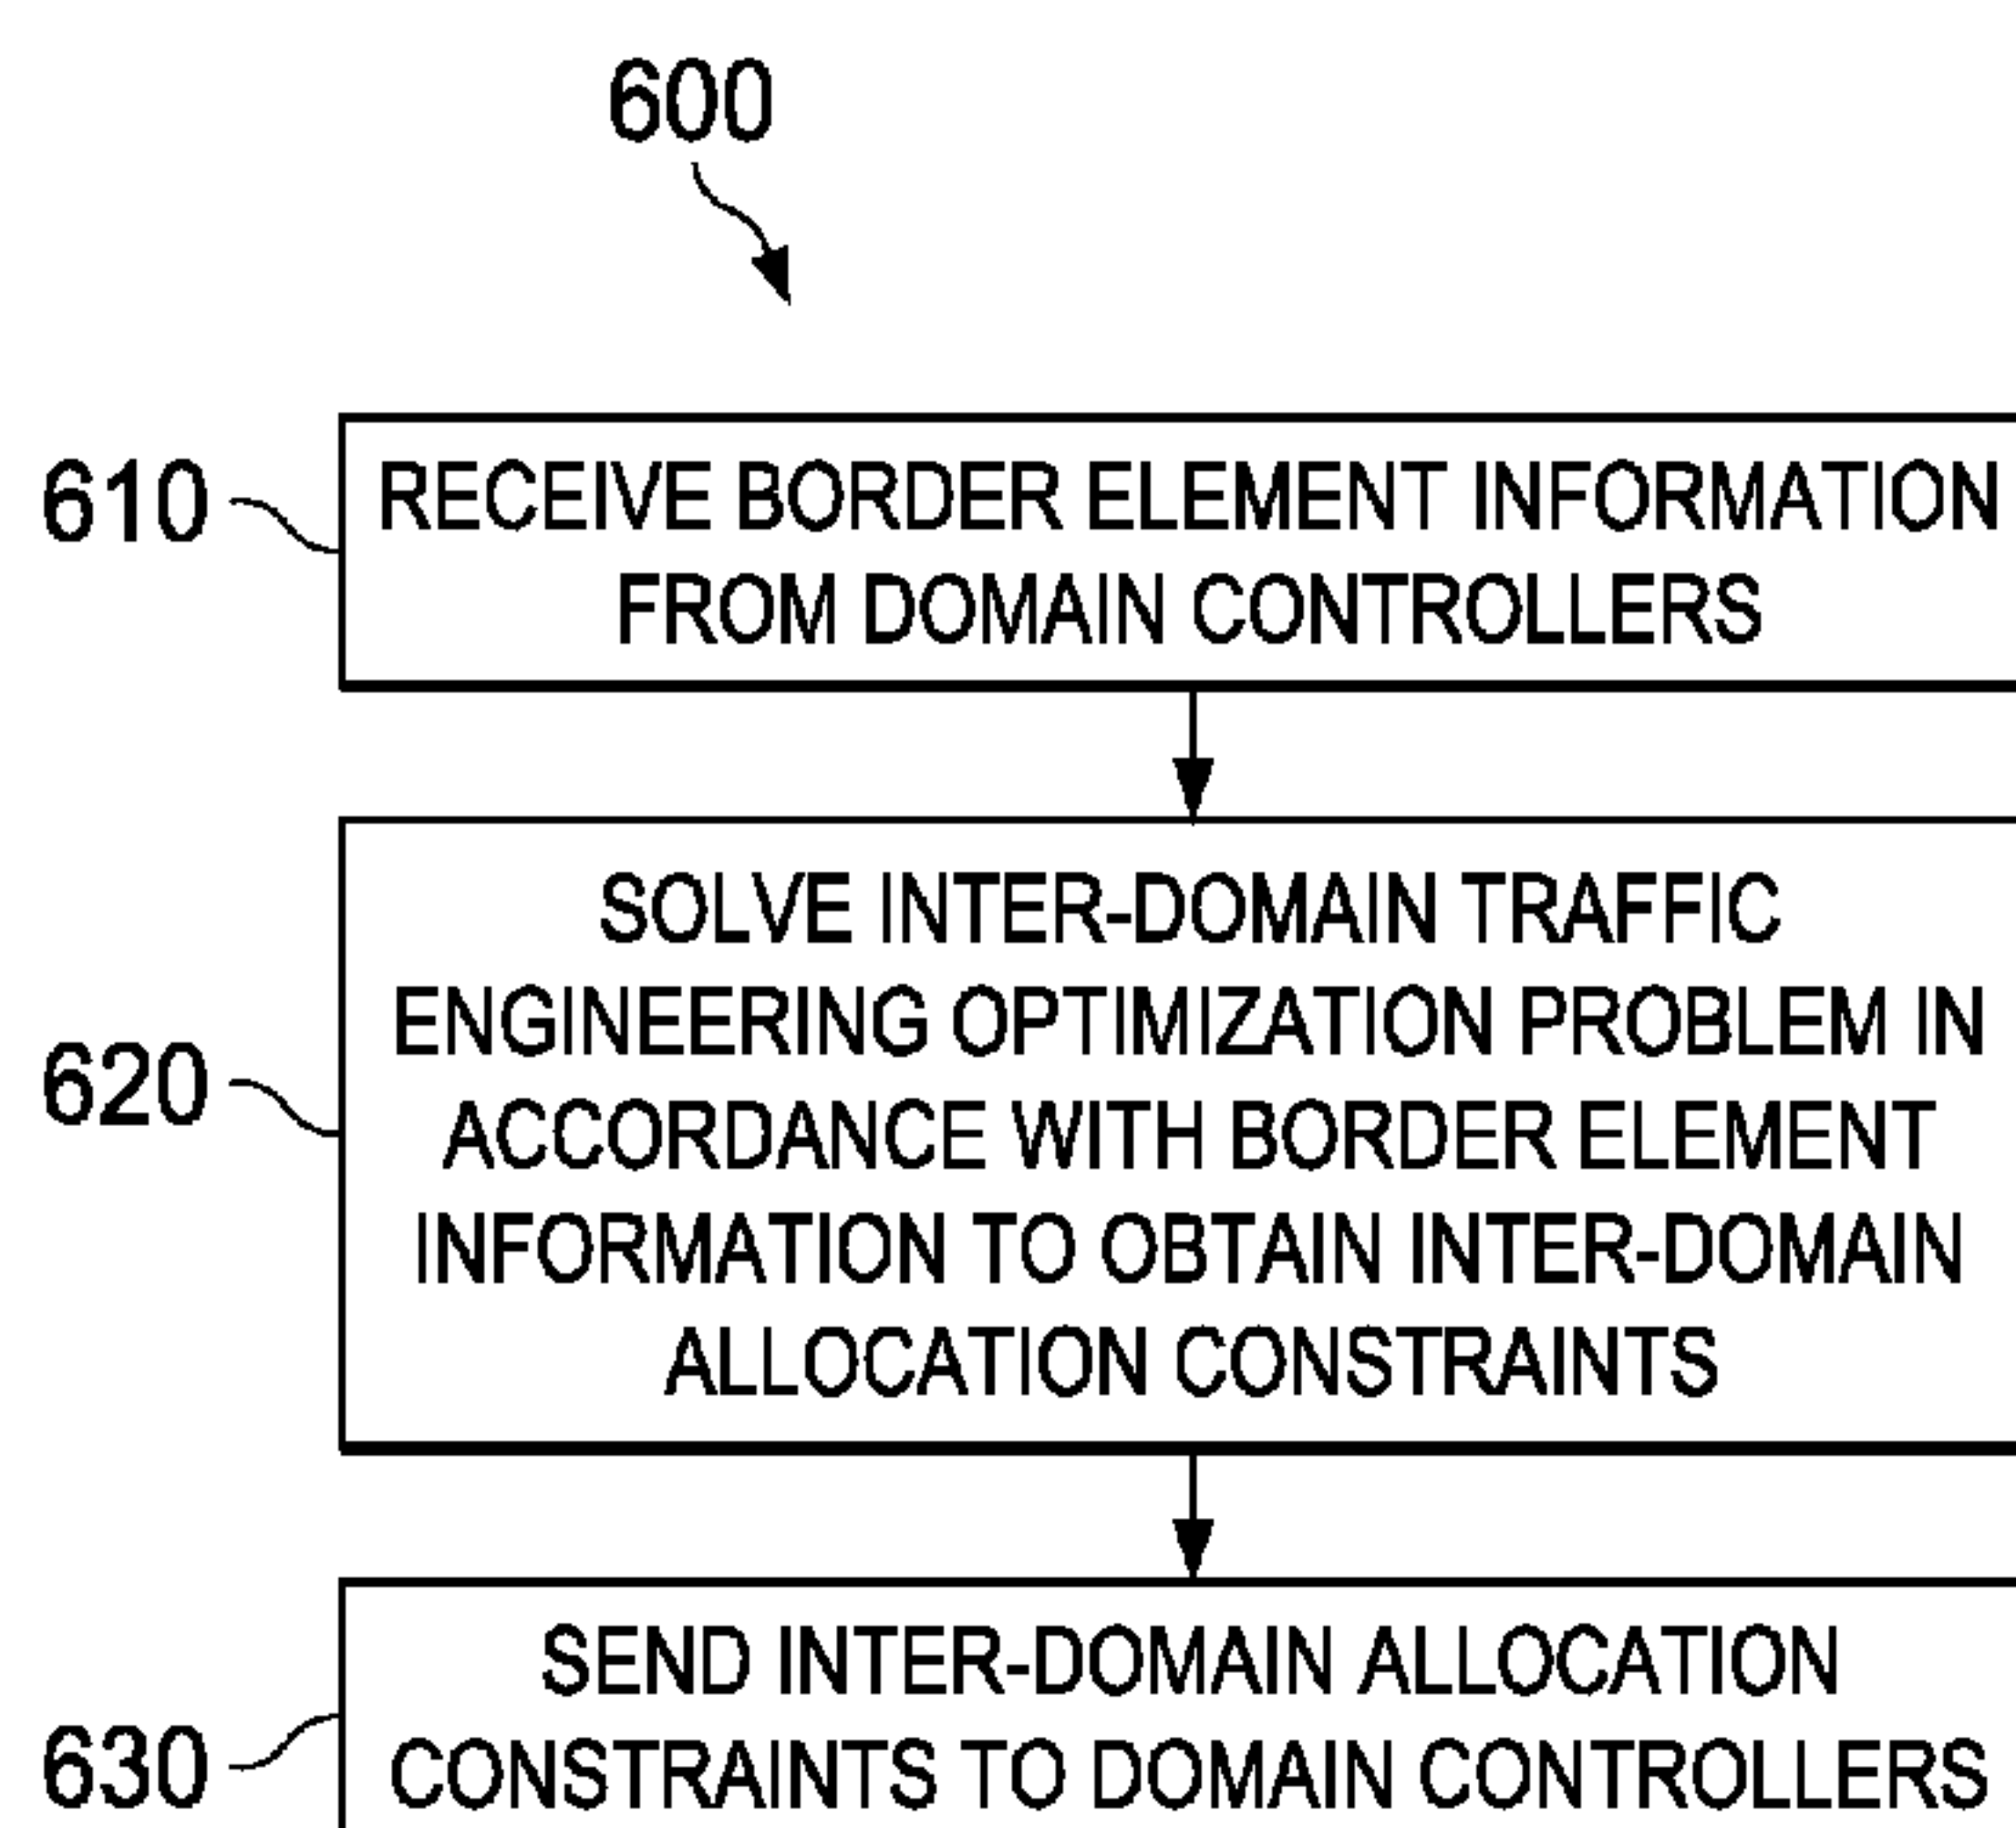 600
610
RECEIVE BORDER ELEMENT INFORMATION
FROM DOMAIN CONTROLLERS
620
SOLVE INTER-DOMAIN TRAFFIC
ENGINEERING OPTIMIZATION PROBLEM IN
ACCORDANCE WITH BORDER ELEMENT
INFORMATION TO OBTAIN INTER-DOMAIN
ALLOCATION CONSTRAINTS
630
SEND INTER-DOMAIN ALLOCATION
CONSTRAINTS TO DOMAIN CONTROLLERS